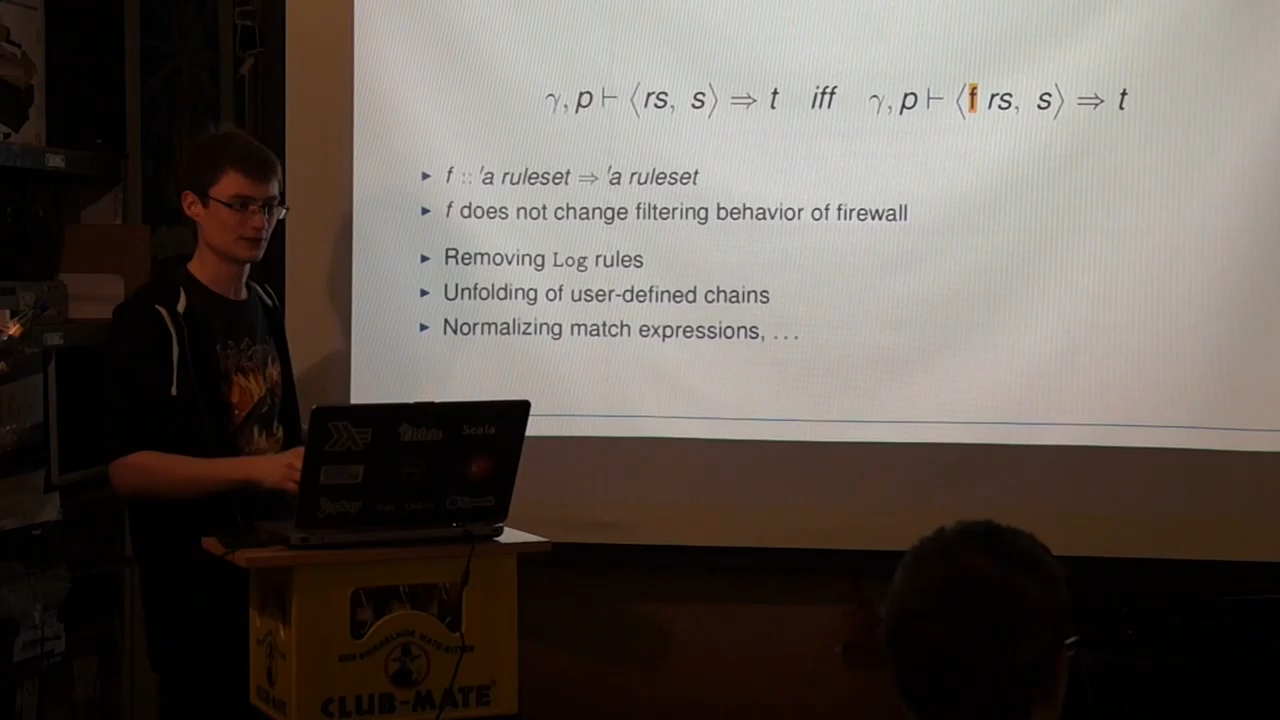 γ, p ⊢ ⟨rs, s⟩ ⇒ t iff γ, p ⊢ ⟨f rs, s⟩ ⇒ t
► f :: 'a ruleset ⇒ 'a ruleset
► f does not change filtering behavior of firewall
► Removing Log rules
► Unfolding of user-defined chains
► Normalizing match expressions, ...
Scala
CLUB-MATE